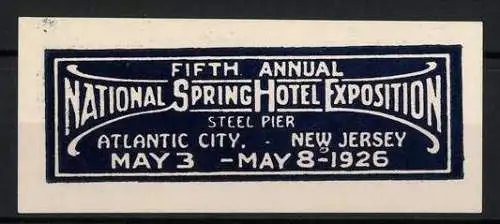 FIFTH ANNUAL
NATIONAL SPRING HOTEL EXPOSITION
STEEL PIER
ATLANTIC CITY. - NEW JERSEY
MAY 3 - MAY 8-1926